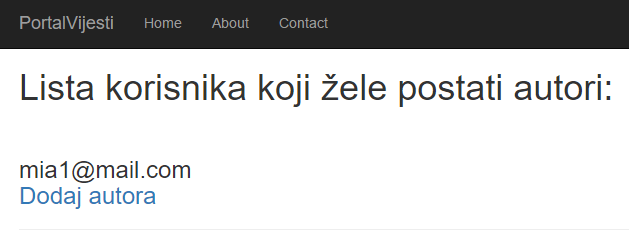 PortalVijesti Home About Contact
Lista korisnika koji žele postati autori:
mia1@mail.com
Dodaj autora